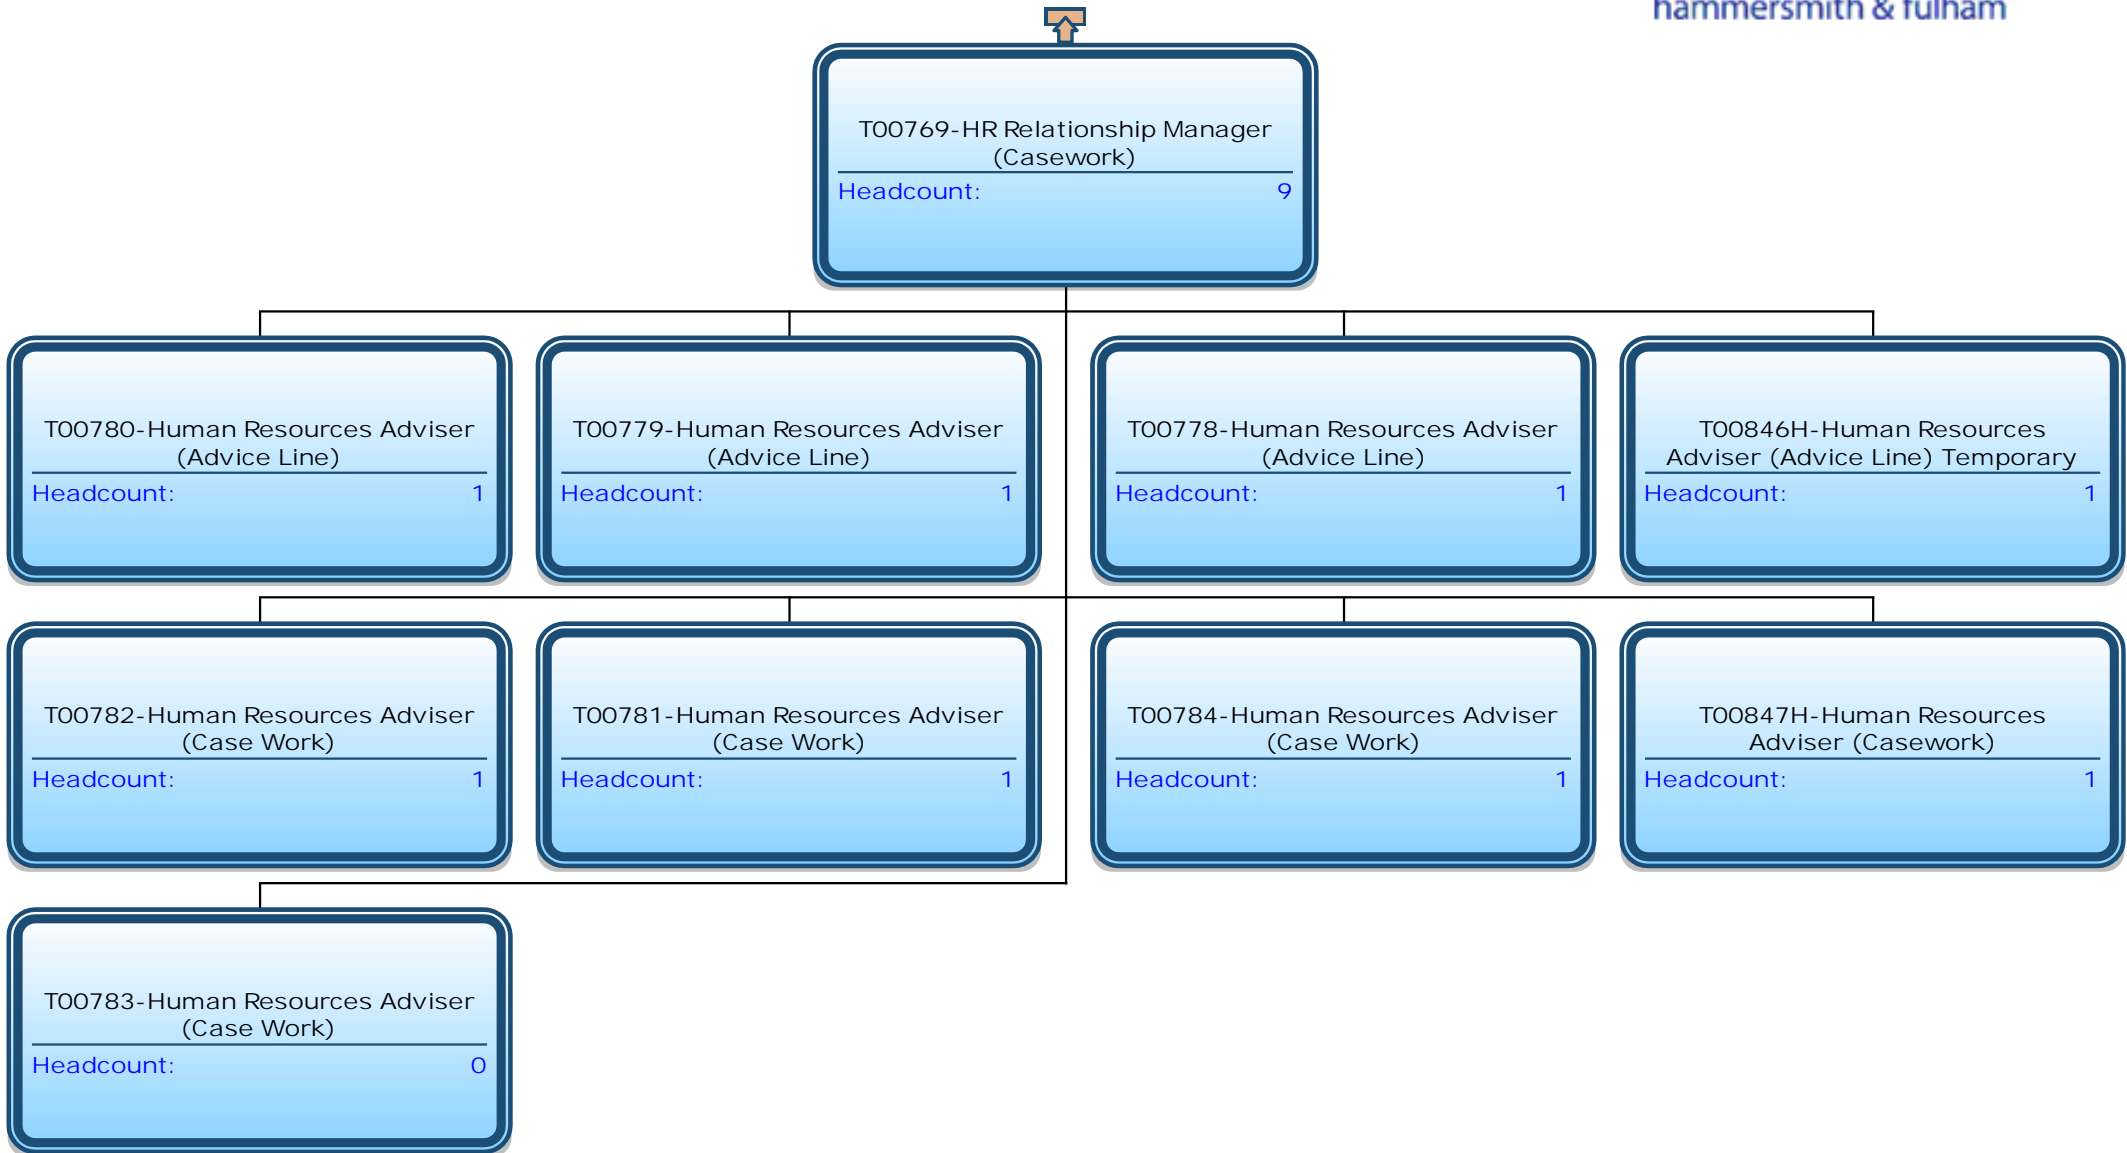 hammersmith & fulham
T00769-HR Relationship Manager
(Casework)
Headcount: 9
T00780-Human Resources Adviser
(Advice Line)
Headcount: 1
T00779-Human Resources Adviser
(Advice Line)
Headcount: 1
T00778-Human Resources Adviser
(Advice Line)
Headcount: 1
T00846H-Human Resources
Adviser (Advice Line) Temporary
Headcount: 1
T00782-Human Resources Adviser
(Case Work)
Headcount: 1
T00781-Human Resources Adviser
(Case Work)
Headcount: 1
T00784-Human Resources Adviser
(Case Work)
Headcount: 1
T00847H-Human Resources
Adviser (Casework)
Headcount: 1
T00783-Human Resources Adviser
(Case Work)
Headcount: 0